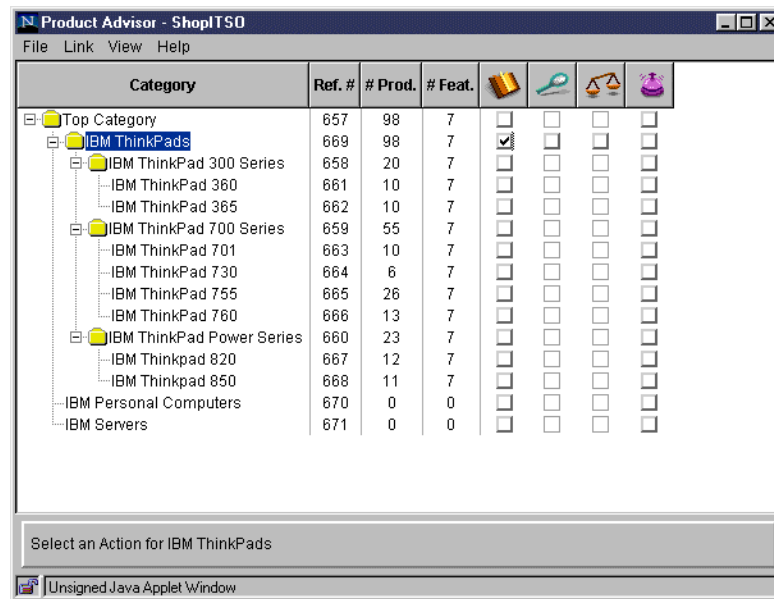 Product Advisor - ShopITSO
File Link View Help
Category Ref. # # Prod. # Feat.
Top Category 657 98 7
IBM ThinkPads 669 98 7
IBM ThinkPad 300 Series 658 20 7
IBM ThinkPad 360 661 10 7
IBM ThinkPad 365 662 10 7
IBM ThinkPad 700 Series 659 55 7
IBM ThinkPad 701 663 10 7
IBM ThinkPad 730 664 6 7
IBM ThinkPad 755 665 26 7
IBM ThinkPad 760 666 13 7
IBM ThinkPad Power Series 660 23 7
IBM Thinkpad 820 667 12 7
IBM Thinkpad 850 668 11 7
IBM Personal Computers 670 0 0
IBM Servers 671 0 0
Select an Action for IBM ThinkPads
Unsigned Java Applet Window